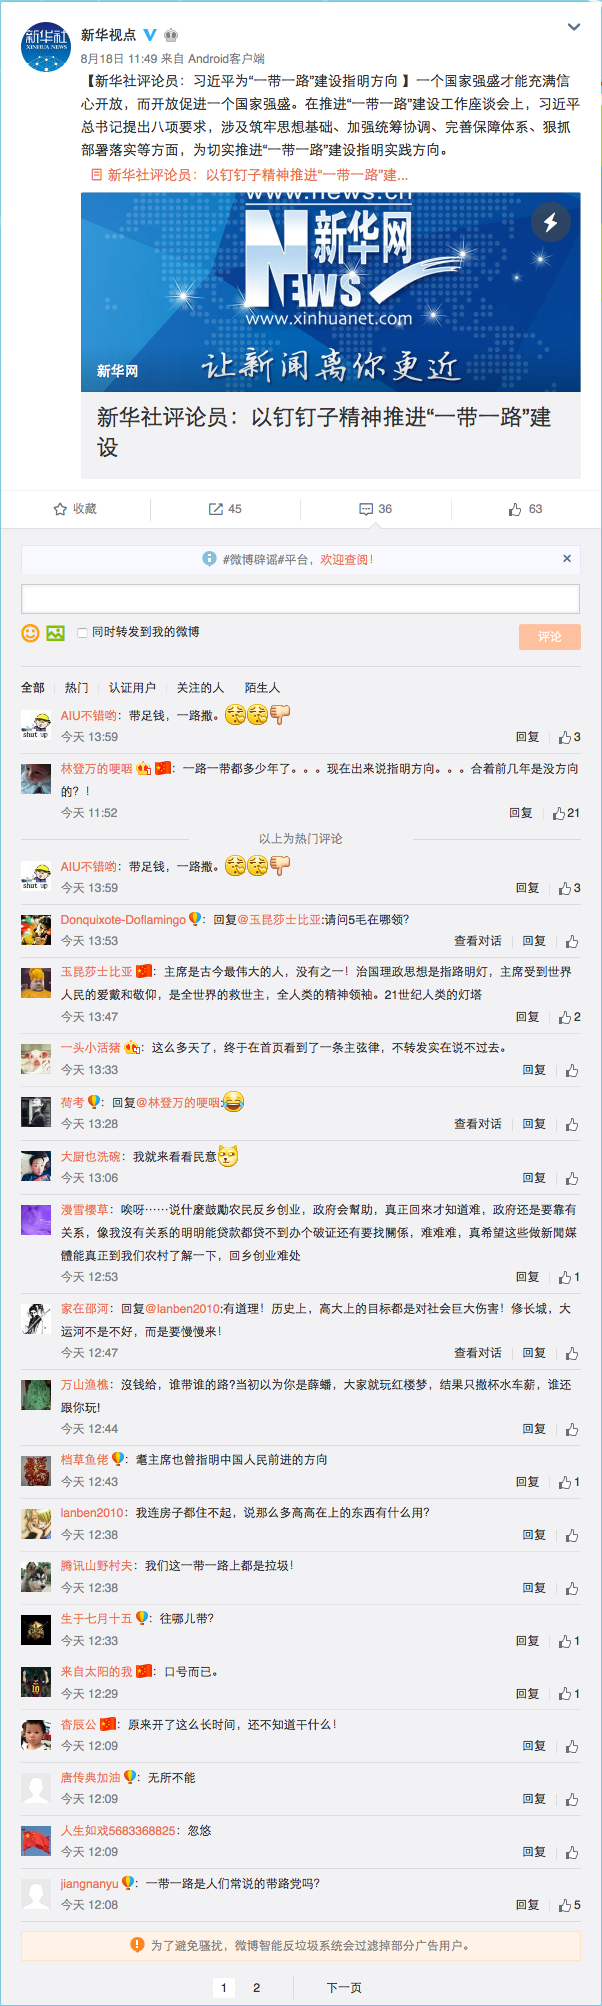 新华社
XINHUA NEWS
新华视点
8月18日 11:49 来自 Android客户端
【新华社评论员：习近平为“一带一路”建设指明方向 】一个国家强盛才能充满信
心开放，而开放促进一个国家强盛。在推进“一带一路”建设工作座谈会上，习近平
总书记提出八项要求，涉及筑牢思想基础、加强统筹协调、完善保障体系、狠抓
部署落实等方面，为切实推进“一带一路”建设指明实践方向。
新华社评论员：以钉钉子精神推进“一带一路”建...
www.news.cn
新华网
NEWS
www.xinhuanet.com
让新闻离你更近
新华网
新华社评论员：以钉钉子精神推进“一带一路”建
设
收藏
45
36
63
#微博辟谣#平台，欢迎查阅！
同时转发到我的微博
评论
全部 热门 认证用户 关注的人 陌生人
AIU不错哟：带足钱，一路撒。
shut up
今天 13:59 回复 3
林登万的哽咽：一路一带都多少年了。。。现在出来说指明方向。。。合着前几年是没方向
的？！
今天 11:52 回复 21
以上为热门评论
AIU不错哟：带足钱，一路撒。
shut up
今天 13:59 回复 3
Donquixote-Doflamingo：回复@玉昆莎士比亚:请问5毛在哪领?
今天 13:53 查看对话 回复
玉昆莎士比亚：主席是古今最伟大的人，没有之一！治国理政思想是指路明灯，主席受到世界
人民的爱戴和敬仰，是全世界的救世主，全人类的精神领袖。21世纪人类的灯塔
今天 13:47 回复 2
一头小活猪：这么多天了，终于在首页看到了一条主弦律，不转发实在说不过去。
今天 13:33 回复
荷考：回复@林登万的哽咽:
今天 13:28 查看对话 回复
大厨也洗碗：我就来看看民意
今天 13:06 回复
漫雪樱草：唉呀……说什麼鼓勵农民反乡创业，政府会幫助，真正回來才知道难，政府还是要靠有
关系，像我沒有关系的明明能贷款都贷不到办个破证还有要找關係，难难难，真希望这些做新聞媒
體能真正到我们农村了解一下，回乡创业难处
今天 12:53 回复 1
家在邵河：回复@lanben2010:有道理！历史上，高大上的目标都是对社会巨大伤害！修长城，大
运河不是不好，而是要慢慢来！
今天 12:47 查看对话 回复
万山渔樵：沒钱给，谁带谁的路?当初以为你是薛蟠，大家就玩红楼梦，结果只撒杯水车薪，谁还
跟你玩!
今天 12:44 回复
档草鱼佬：耄主席也曾指明中国人民前进的方向
今天 12:43 回复 1
lanben2010：我连房子都住不起，说那么多高高在上的东西有什么用?
今天 12:38 回复
腾讯山野村夫：我们这一带一路上都是拉圾！
今天 12:38 回复
生于七月十五：往哪儿带?
今天 12:33 回复 1
来自太阳的我：口号而已。
今天 12:29 回复 1
杳辰公：原来开了这么长时间，还不知道干什么！
今天 12:09 回复
唐传典加油：无所不能
今天 12:09 回复
人生如戏5683368825：忽悠
今天 12:09 回复
jiangnanyu：一带一路是人们常说的带路党吗?
今天 12:08 回复 5
为了避免骚扰，微博智能反垃圾系统会过滤掉部分广告用户。
1 2 下一页